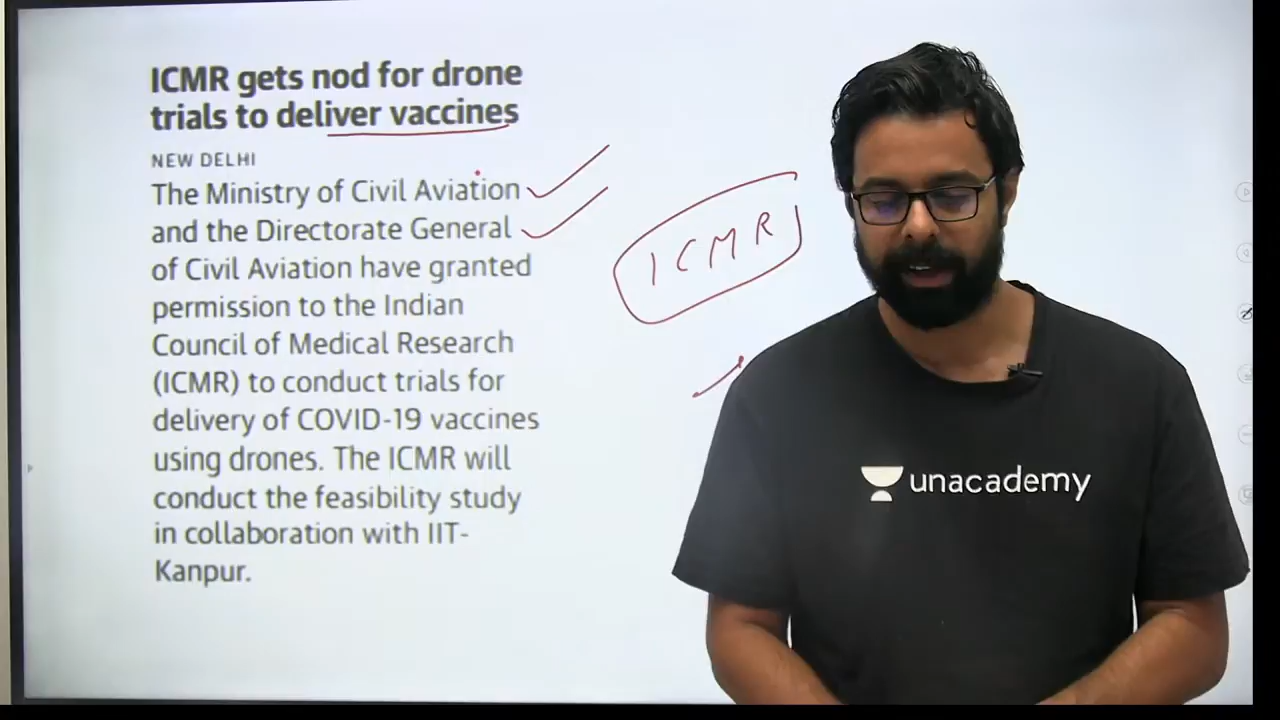 ICMR gets nod for drone
trials to deliver vaccines
NEW DELHI
The Ministry of Civil Aviation
and the Directorate General
of Civil Aviation have granted
permission to the Indian
Council of Medical Research
(ICMR) to conduct trials for
delivery of COVID-19 vaccines
using drones. The ICMR will
conduct the feasibility study
in collaboration with IIT-
Kanpur.
ICMR
unacademy